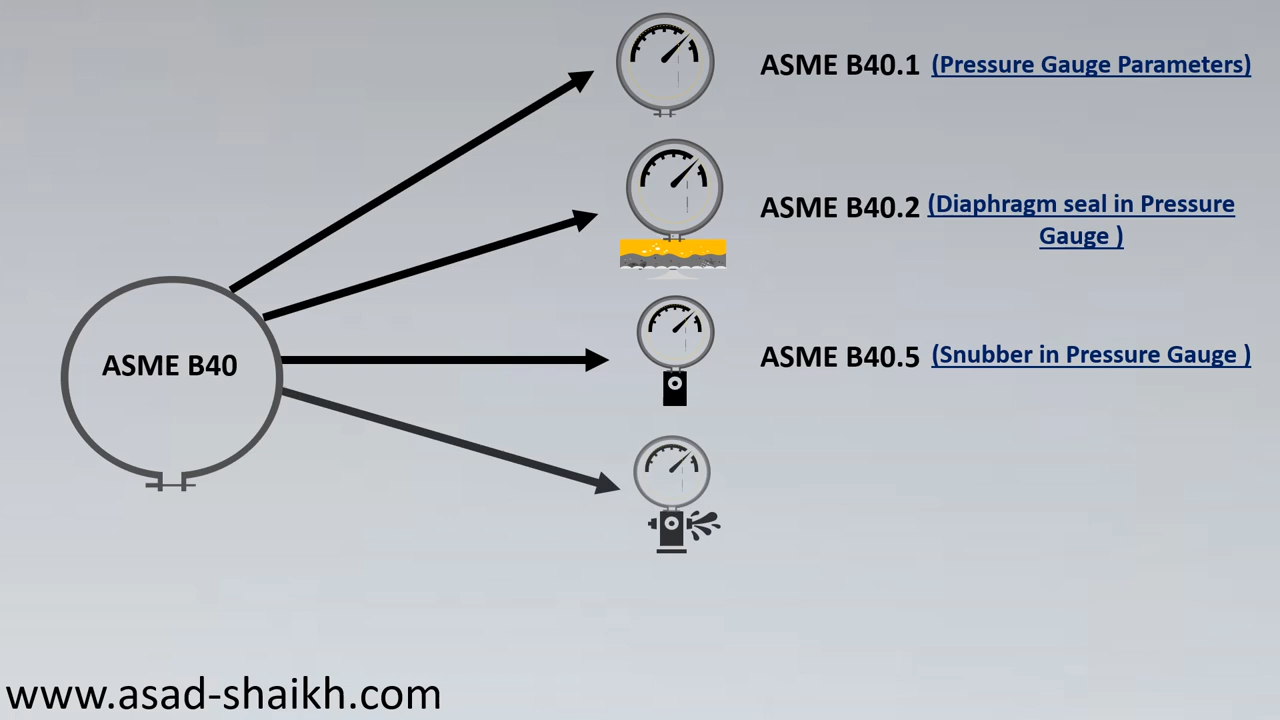 ASME B40.1 (Pressure Gauge Parameters)
ASME B40.2 (Diaphragm seal in Pressure
Gauge )
ASME B40
ASME B40.5 (Snubber in Pressure Gauge )
www.asad-shaikh.com